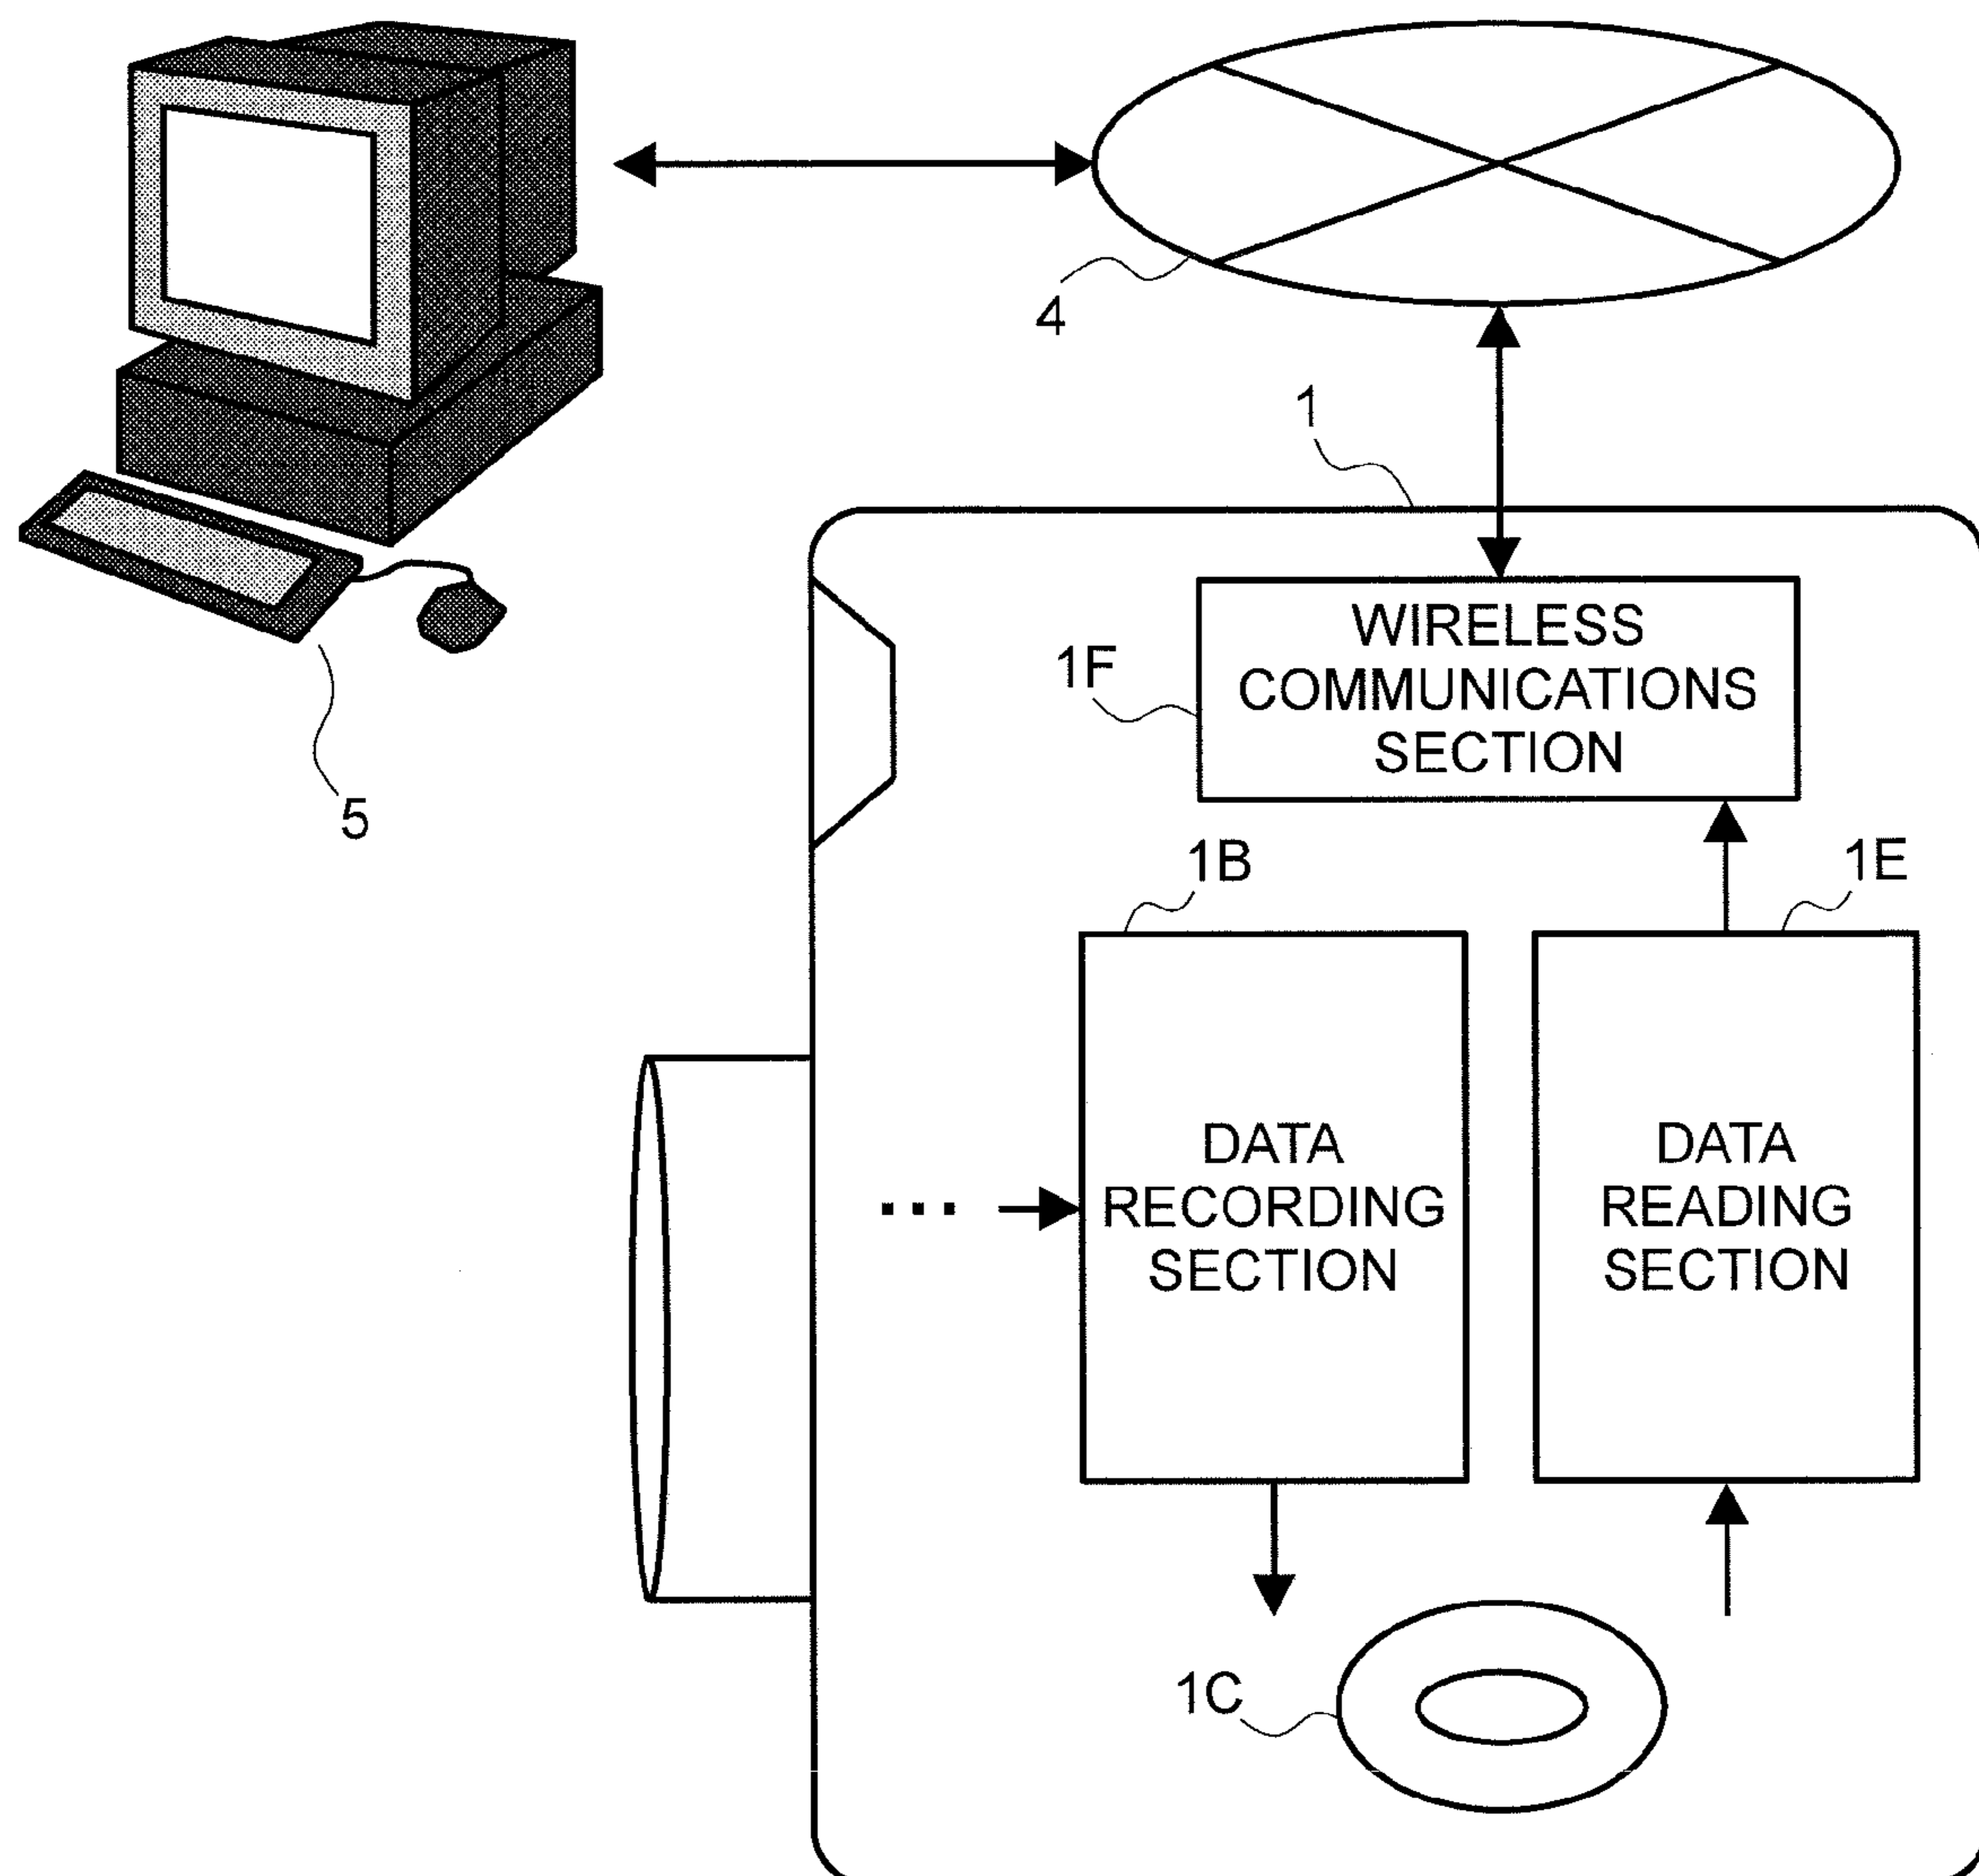 4
1
5
1F
WIRELESS
COMMUNICATIONS
SECTION
1B
1E
DATA
RECORDING
SECTION
DATA
READING
SECTION
1C